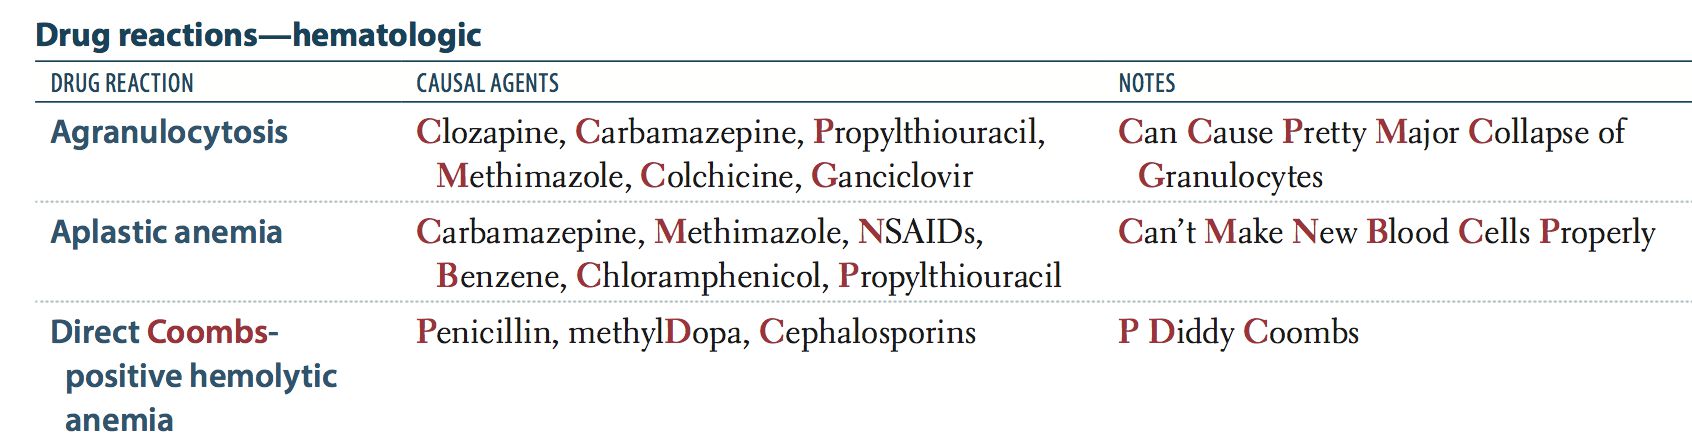 Drug reactions—hematologic
DRUG REACTION CAUSAL AGENTS NOTES
Agranulocytosis Clozapine, Carbamazepine, Propylthiouracil, Can Cause Pretty Major Collapse of
Methimazole, Colchicine, Ganciclovir Granulocytes
Aplastic anemia Carbamazepine, Methimazole, NSAIDs, Can’t Make New Blood Cells Properly
Benzene, Chloramphenicol, Propylthiouracil
Direct Coombs- Penicillin, methylDopa, Cephalosporins P Diddy Coombs
positive hemolytic
anemia